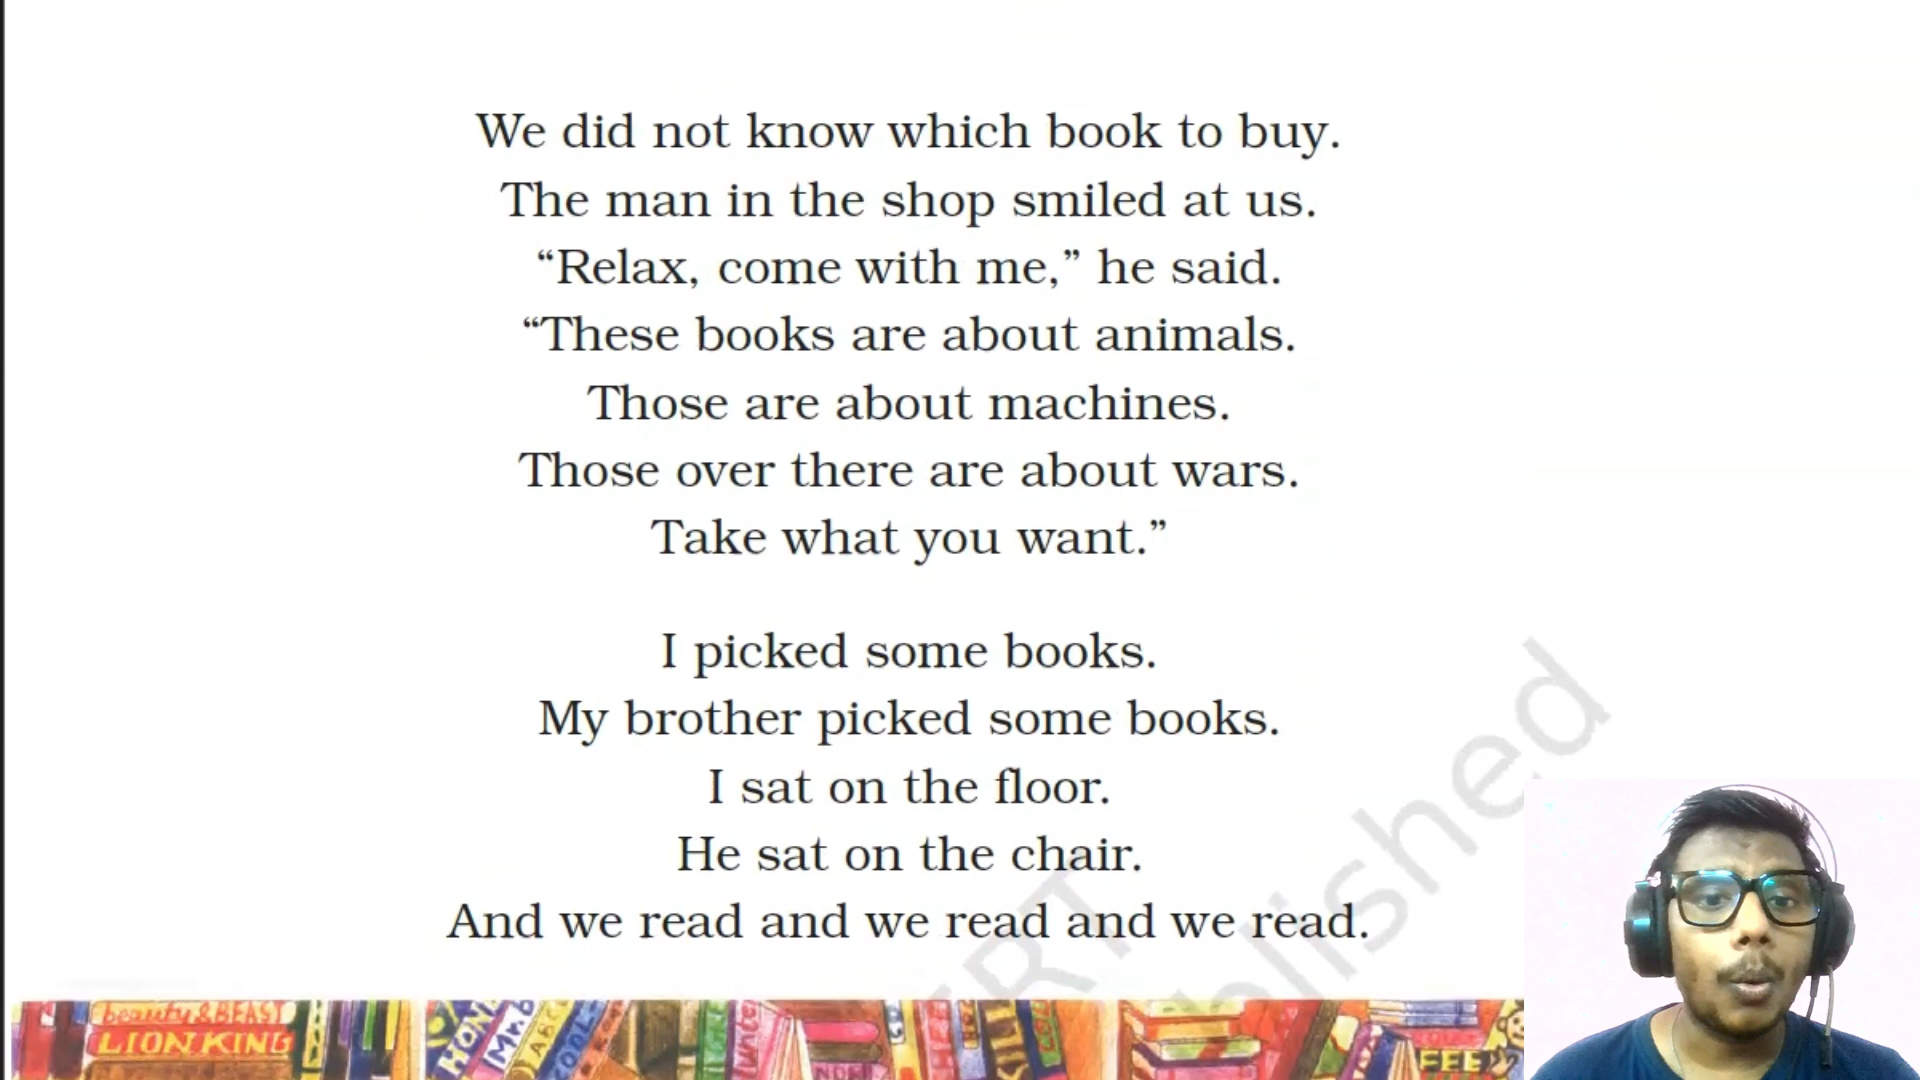 We did not know which book to buy.
The man in the shop smiled at us.
“Relax, come with me,” he said.
“These books are about animals.
Those are about machines.
Those over there are about wars.
Take what you want.”
I picked some books.
My brother picked some books.
I sat on the floor.
He sat on the chair.
And we read and we read and we read.
beauty & BEAST
LION KING
FEE